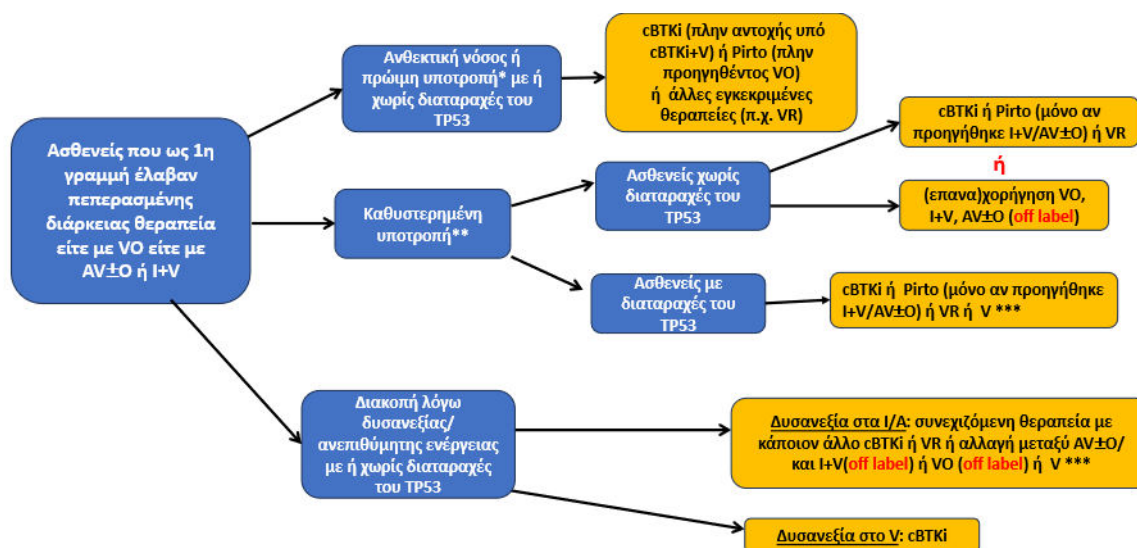 Ασθενείς που ως 1η
γραμμή έλαβαν
πεπερασμένης
διάρκειας θεραπεία
είτε με VO είτε με
AV±O ή I+V
Ανθεκτική νόσος ή
πρώιμη υποτροπή* με ή
χωρίς διαταραχές του
TP53
cBTKi (πλην αντοχής υπό
cBTKi+V) ή Pirto (πλην
προηγηθέντος VO)
ή άλλες εγκεκριμένες
θεραπείες (π.χ. VR)
Καθυστερημένη
υποτροπή**
Ασθενείς χωρίς
διαταραχές του
TP53
cBTKi ή Pirto (μόνο αν
προηγήθηκε I+V/AV±O) ή VR
ή
(επανα)χορήγηση VO,
I+V, AV±O (off label)
Ασθενείς με
διαταραχές του
TP53
cBTKi ή Pirto (μόνο αν προηγήθηκε
I+V/AV±O) ή VR ή V ***
Διακοπή λόγω
δυσανεξίας/
ανεπιθύμητης ενέργειας
με ή χωρίς διαταραχές
του TP53
Δυσανεξία στα I/A: συνεχιζόμενη θεραπεία με
κάποιον άλλο cBTKi ή VR ή αλλαγή μεταξύ AV±O/
και I+V(off label) ή VO (off label) ή V ***
Δυσανεξία στο V: cBTKi